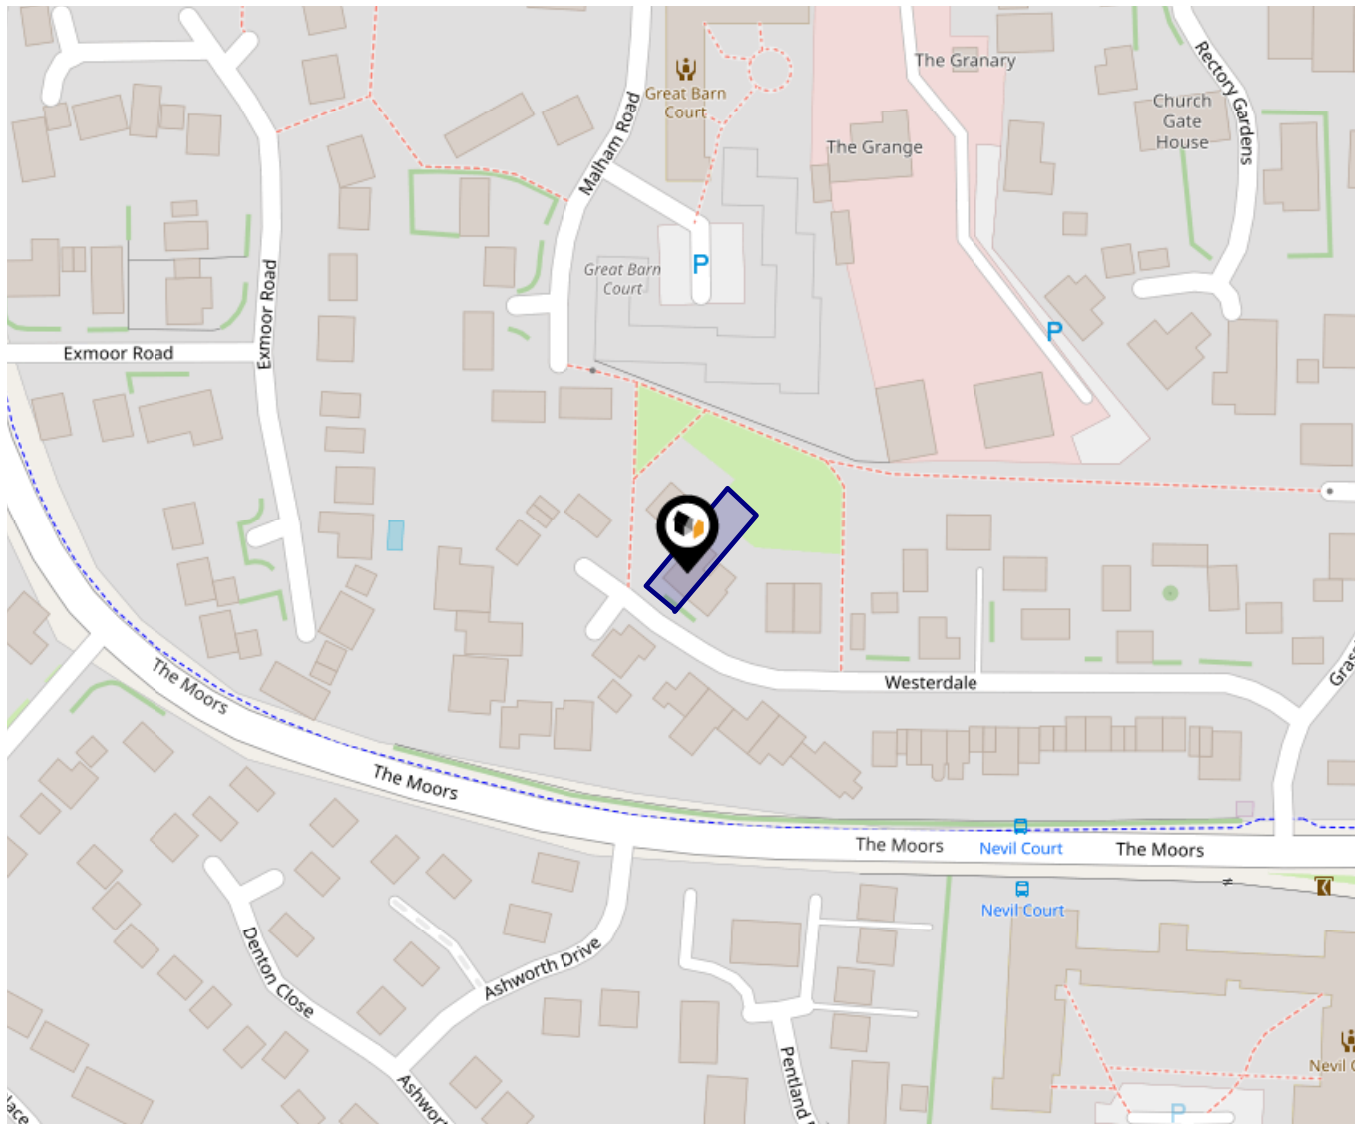 Great Barn
Court
Malham Road
The Granary
The Grange
Rectory Gardens
Church
Gate
House
P
Great Barn
Court
P
Exmoor Road
Exmoor Road
Westerdale
The Moors
The Moors
The Moors
Nevil Court
The Moors
Nevil Court
Denton Close
Ashworth Drive
Pentland
Nevil C
P